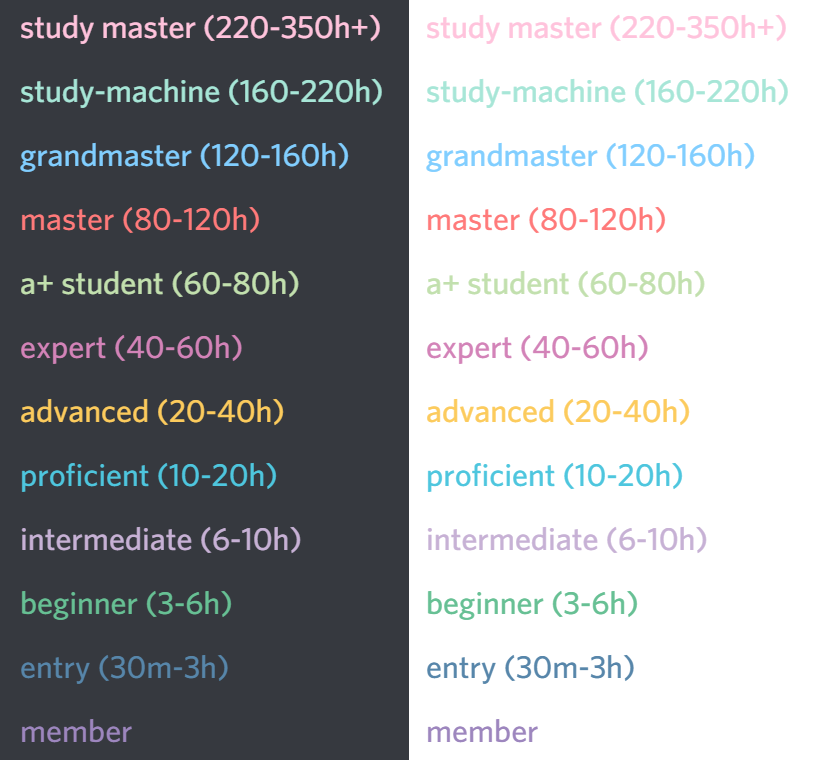 study master (220-350h+) study master (220-350h+)
study-machine (160-220h) study-machine (160-220h)
grandmaster (120-160h) grandmaster (120-160h)
master (80-120h) master (80-120h)
a+ student (60-80h) a+ student (60-80h)
expert (40-60h) expert (40-60h)
advanced (20-40h) advanced (20-40h)
proficient (10-20h) proficient (10-20h)
intermediate (6-10h) intermediate (6-10h)
beginner (3-6h) beginner (3-6h)
entry (30m-3h) entry (30m-3h)
member member